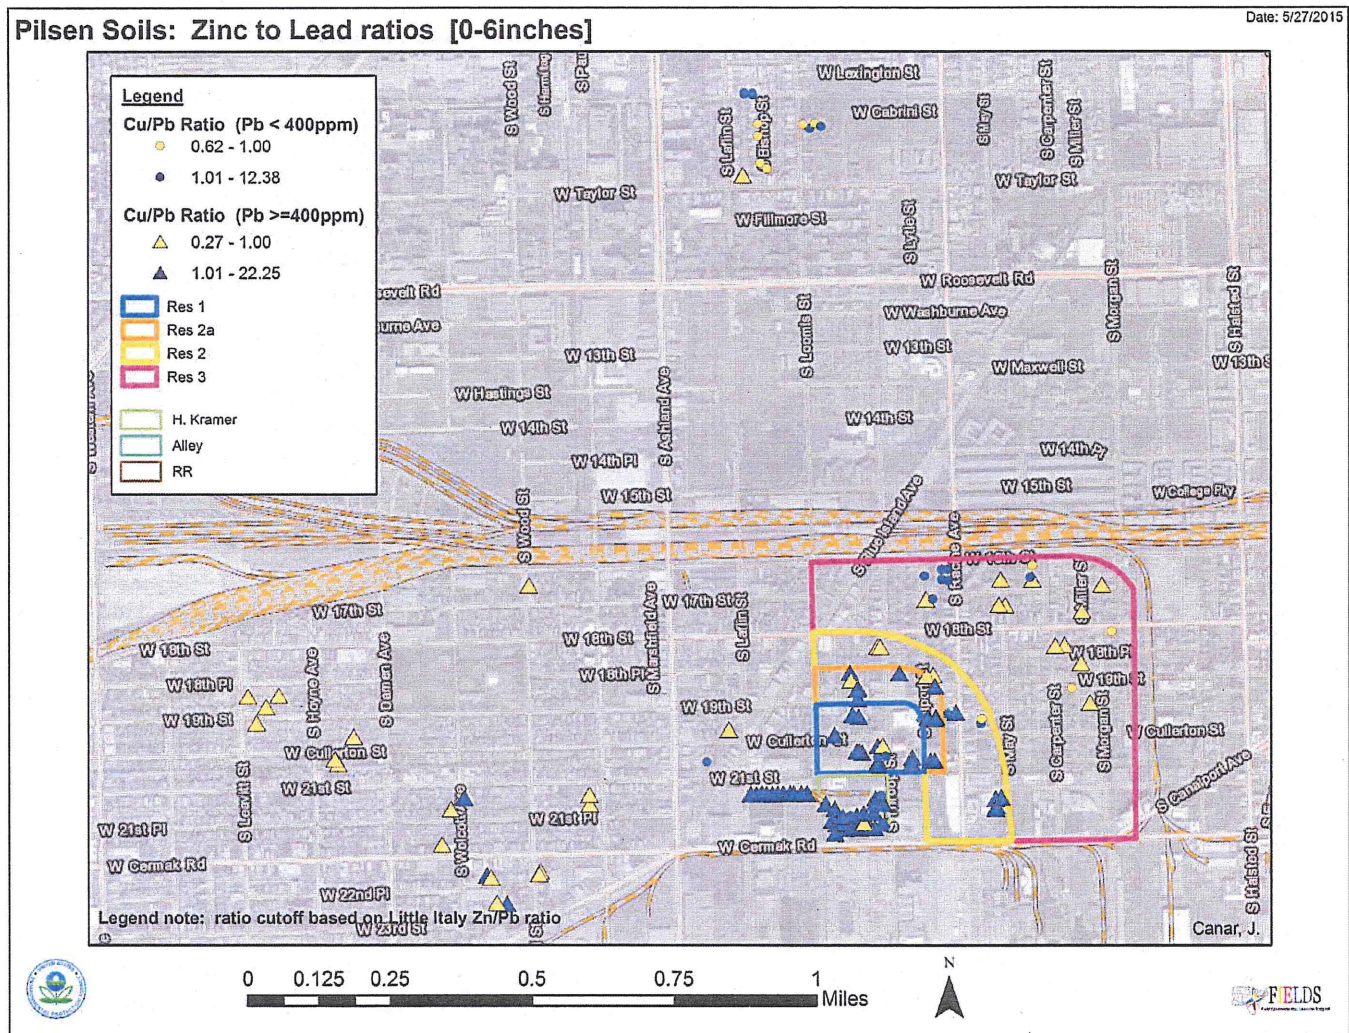 Date: 5/27/2015
Pilsen Soils: Zinc to Lead ratios [0-6inches]
Legend
Cu/Pb Ratio (Pb < 400ppm)
0.62 - 1.00
1.01 - 12.38
Cu/Pb Ratio (Pb >=400ppm)
0.27 - 1.00
1.01 - 22.25
Res 1
Res 2a
Res 2
Res 3
H. Kramer
Alley
RR
W Lexington St
S Wood St
W Cabrini St
S May St
S Carpenter St
S Miller St
S Laflin St
S Bishop St
W Taylor St
W Taylor St
W Fillmore St
S Lytle St
W Roosevelt Rd
S Morgan St
S Halsted St
S Loomis St
W Washburne Ave
W 13th St
W 13th St
W 13th S
W Maxwell St
W Hastings St
S Ashland Ave
W 14th St
W 14th St
W 14th Pl
W 14th Pl
W 15th St
W 15th St
W College Pky
S Wood St
S Blue Island Ave
S Racine Ave
W 16th St
S Miller S
W 17th St
W 17th St
S Marshfield Ave
S Laflin St
W 18th St
W 18th St
W 18th St
W 18th Pl
W 18th Pl
W 18th Pl
S Hoyne Ave
S Damen Ave
W 19th St
W 19th St
W 19th St
S Carpenter St
S Morgan St
S May St
W Cullerton St
W Cullerton St
W Cullerton St
S Canalport Ave
S Leavitt St
W 21st St
W 21st St
S Throop St
W 21st Pl
W 21st Pl
S Wolcott Ave
W Cermak Rd
W Cermak Rd
S Halsted St
W 22nd Pl
Legend note: ratio cutoff based on Little Italy Zn/Pb ratio
W 23rd St
Canar, J.
0 0.125 0.25 0.5 0.75 1
Miles
N
FIELDS